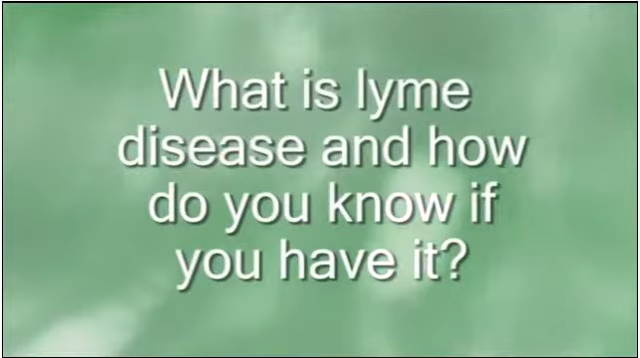 What is lyme
disease and how
do you know if
you have it?